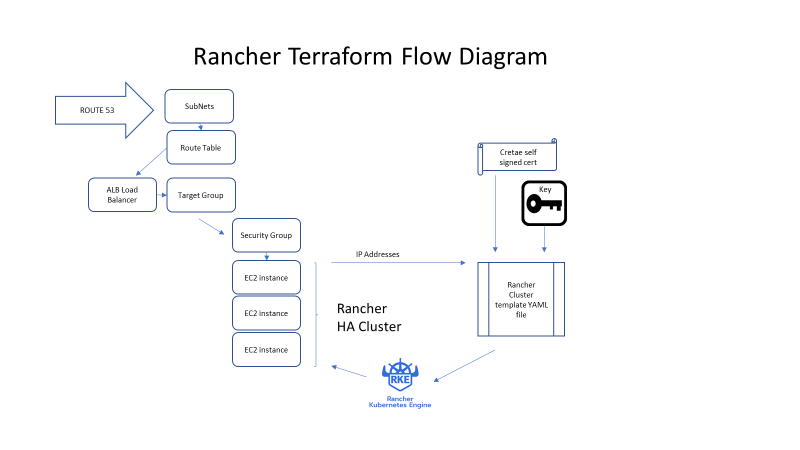 Rancher Terraform Flow Diagram
ROUTE 53
SubNets
Route Table
ALB Load
Balancer
Target Group
Security Group
EC2 instance
EC2 instance
EC2 instance
IP Addresses
Rancher
HA Cluster
Cretae self
signed cert
Key
Rancher
Cluster
template YAML
file
RKE
Rancher
Kubernetes Engine